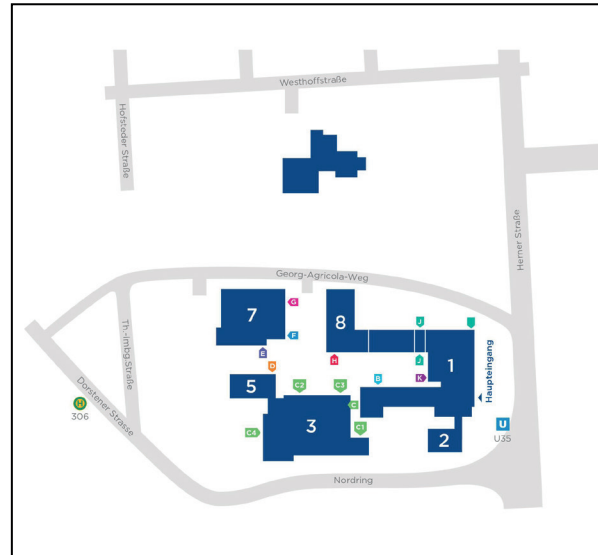 Westhoffstraße
Hofsteder Straße
Herner Straße
Georg-Agricola-Weg
7
G
8
F
J
Th.-Imbg.Straße
E
H
J
1
D
K
B
Haupteingang
5
C2
C3
C
Dorstener Strasse
H
306
3
C1
C4
2
U
U35
Nordring